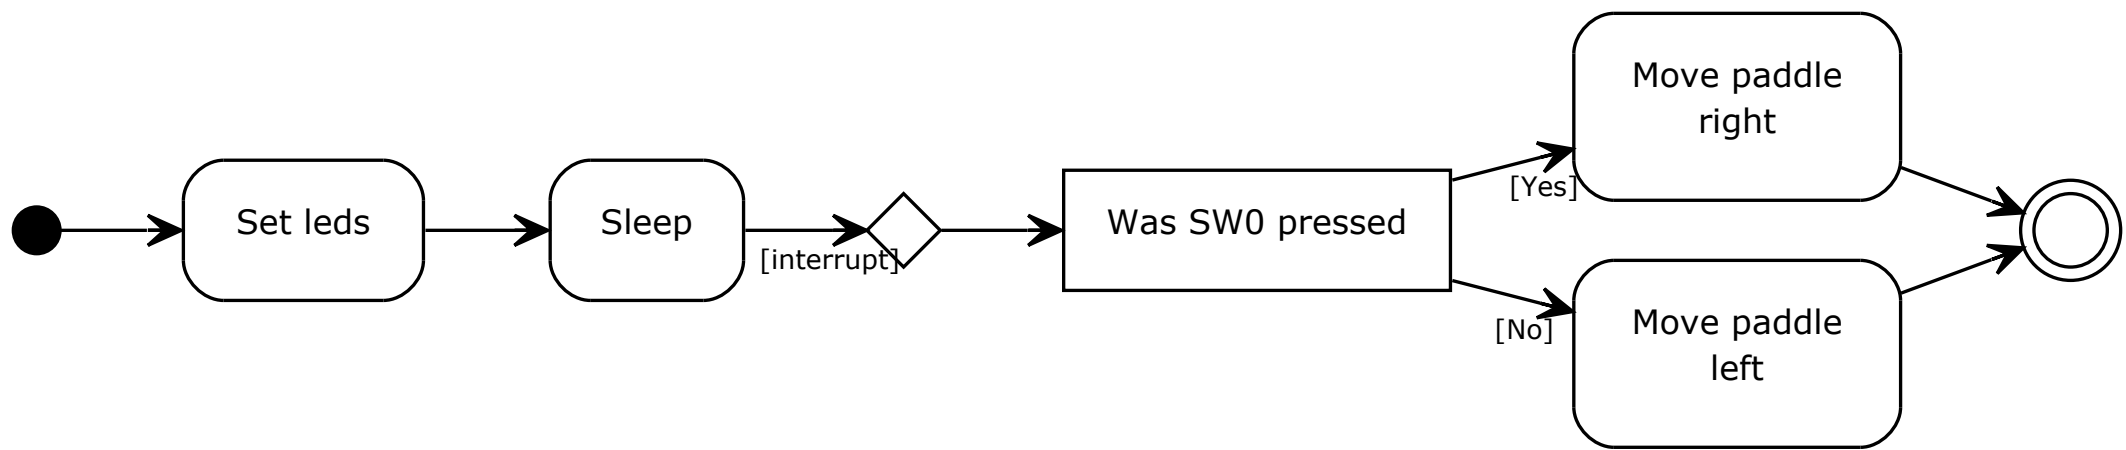 Set leds
Sleep
[interrupt]
Was SW0 pressed
[Yes]
Move paddle
right
[No]
Move paddle
left